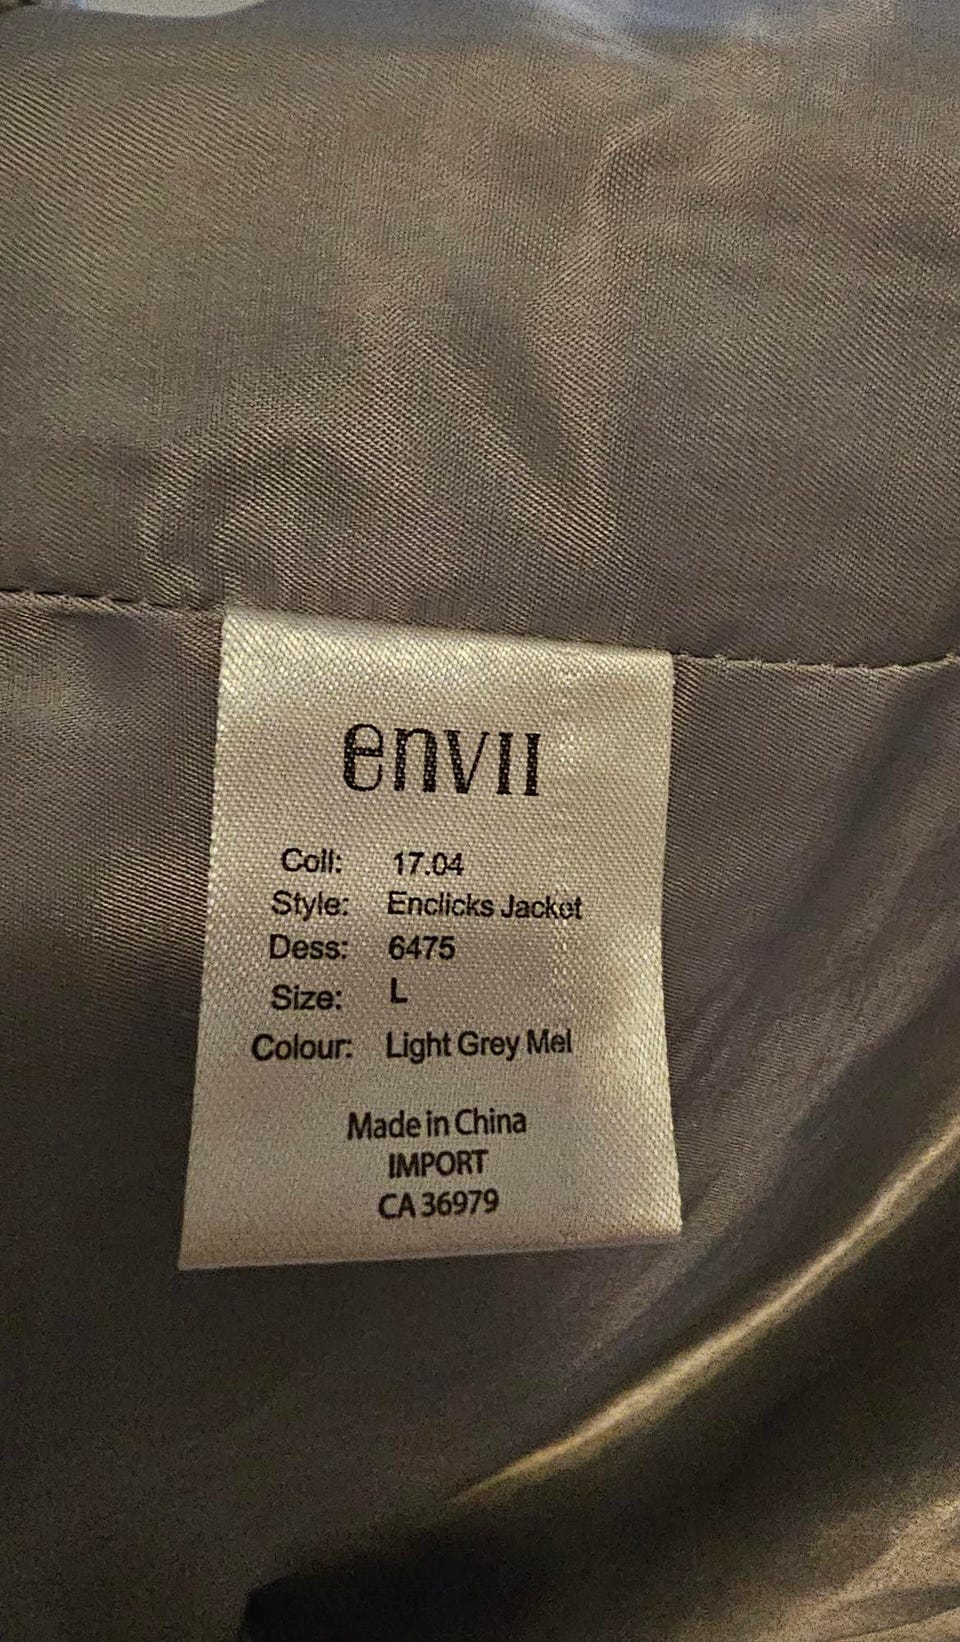 envii
Coll: 17.04
Style: Enclicks Jacket
Dess: 6475
Size: L
Colour: Light Grey Mel
Made in China
IMPORT
CA 36979